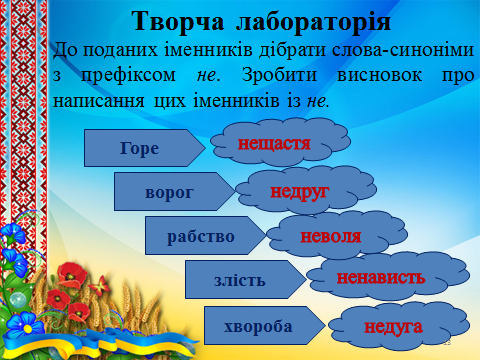 Творча лабораторія
До поданих іменників дібрати слова-синоніми
з префіксом не. Зробити висновок про
написання цих іменників із не.
Горе нещастя
ворог недруг
рабство неволя
злість ненависть
хвороба недуга